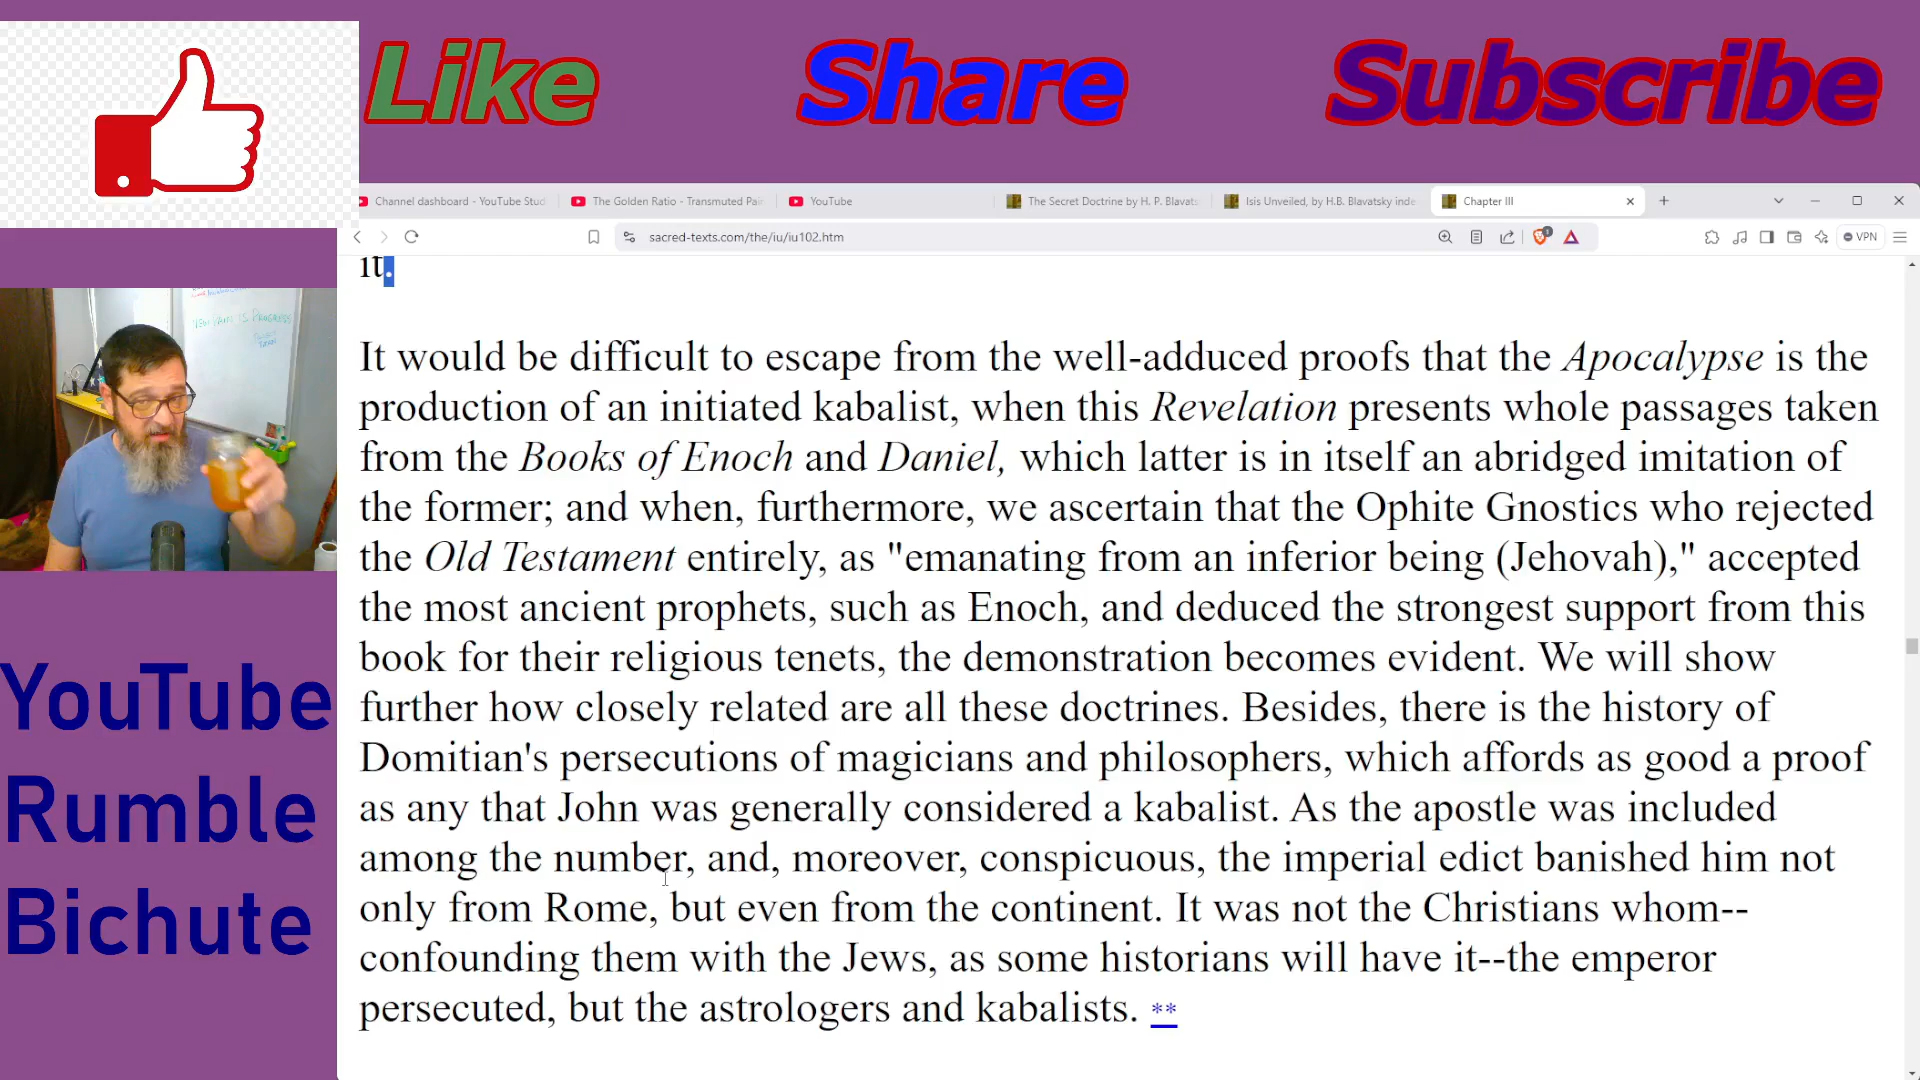 Like Share Subscribe
Channel dashboard - YouTube Stud
The Golden Ratio - Transmuted Pai
YouTube
The Secret Doctrine by H. P. Blavats
Isis Unveiled, by H.B. Blavatsky inde
Chapter III
sacred-texts.com/the/iu/iu102.htm
1
VPN
it.
It would be difficult to escape from the well-adduced proofs that the Apocalypse is the
production of an initiated kabalist, when this Revelation presents whole passages taken
from the Books of Enoch and Daniel, which latter is in itself an abridged imitation of
the former; and when, furthermore, we ascertain that the Ophite Gnostics who rejected
the Old Testament entirely, as "emanating from an inferior being (Jehovah)," accepted
the most ancient prophets, such as Enoch, and deduced the strongest support from this
book for their religious tenets, the demonstration becomes evident. We will show
further how closely related are all these doctrines. Besides, there is the history of
Domitian's persecutions of magicians and philosophers, which affords as good a proof
as any that John was generally considered a kabalist. As the apostle was included
among the number, and, moreover, conspicuous, the imperial edict banished him not
only from Rome, but even from the continent. It was not the Christians whom--
confounding them with the Jews, as some historians will have it--the emperor
persecuted, but the astrologers and kabalists. **
YouTube
Rumble
Bichute